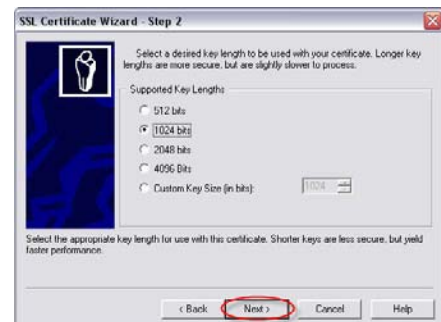 SSL Certificate Wizard - Step 2
Select a desired key length to be used with your certificate. Longer key
lengths are more secure, but are slightly slower to process.
Supported Key Lengths
512 bits
1024 bits
2048 bits
4096 Bits
Custom Key Size (in bits):
1024
Select the appropriate key length for use with this certificate. Shorter keys are less secure, but yield
faster performance.
< Back
Next >
Cancel
Help